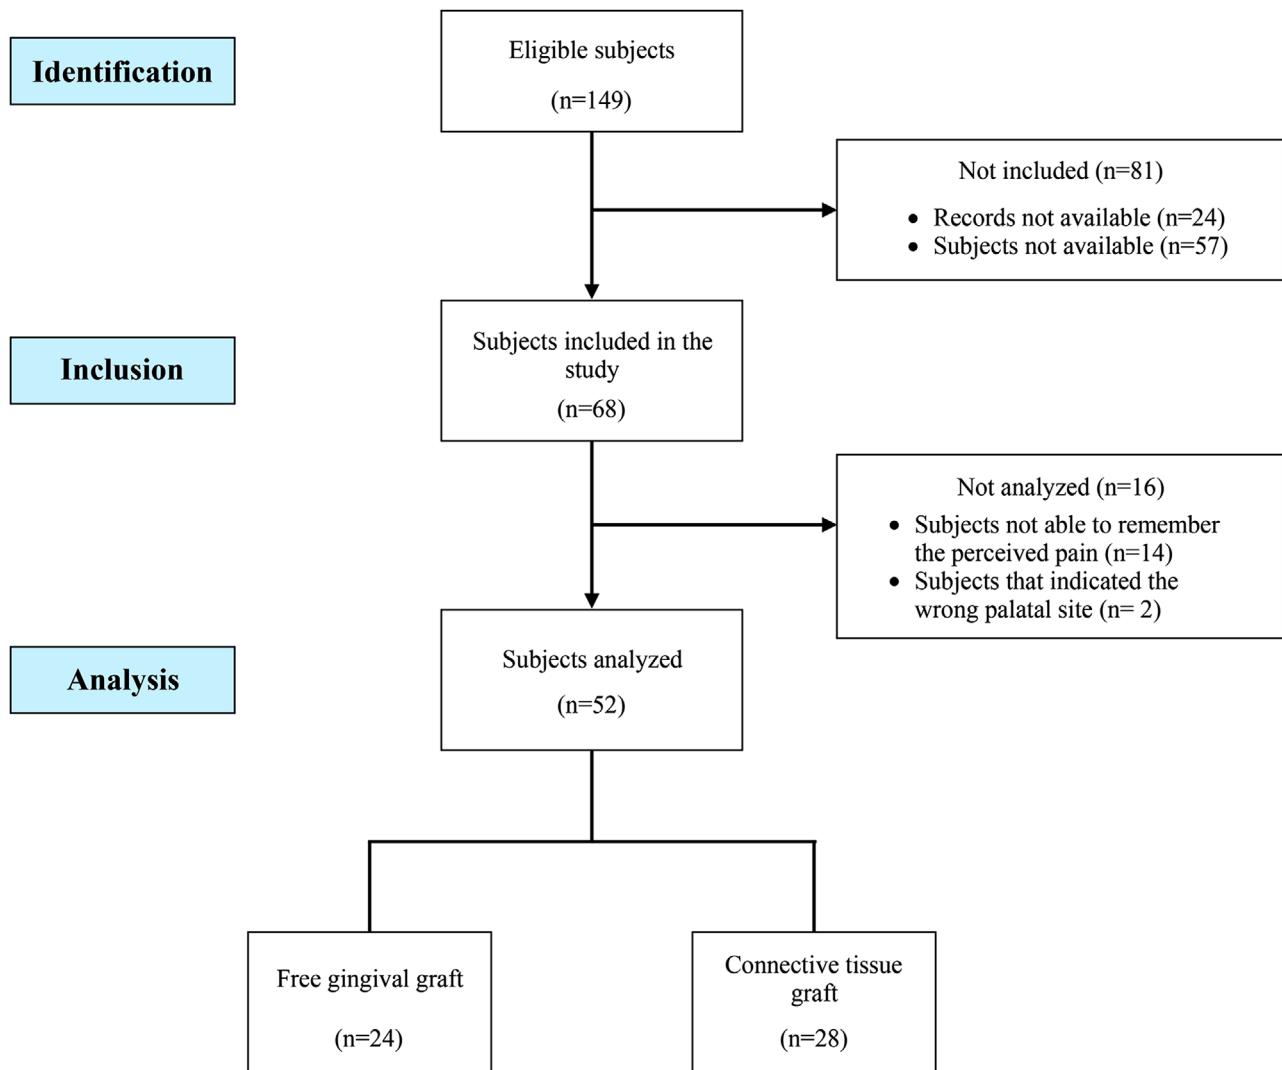 Identification
Eligible subjects
(n=149)
Not included (n=81)
• Records not available (n=24)
• Subjects not available (n=57)
Inclusion
Subjects included in the
study
(n=68)
Not analyzed (n=16)
• Subjects not able to remember
the perceived pain (n=14)
• Subjects that indicated the
wrong palatal site (n= 2)
Analysis
Subjects analyzed
(n=52)
Free gingival graft
(n=24)
Connective tissue
graft
(n=28)